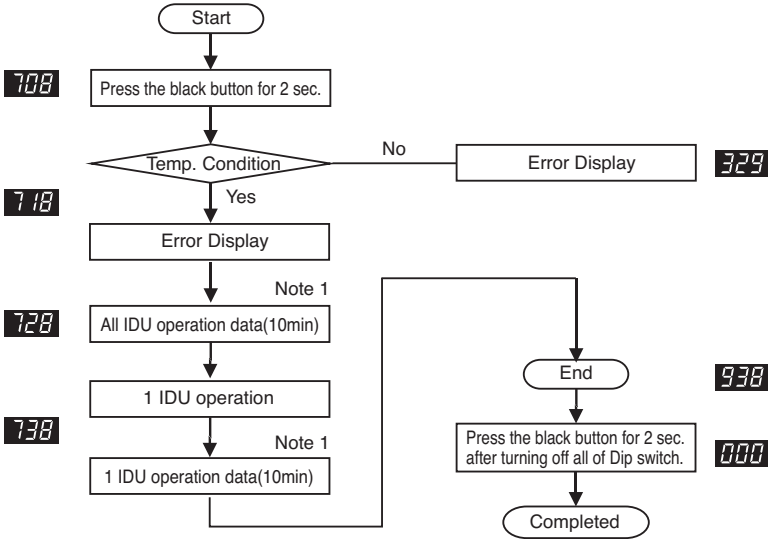 Start
708
Press the black button for 2 sec.
Temp. Condition
No
Error Display
329
718
Yes
Error Display
Note 1
728
All IDU operation data(10min)
1 IDU operation
738
Note 1
1 IDU operation data(10min)
End
938
Press the black button for 2 sec.
after turning off all of Dip switch.
000
Completed